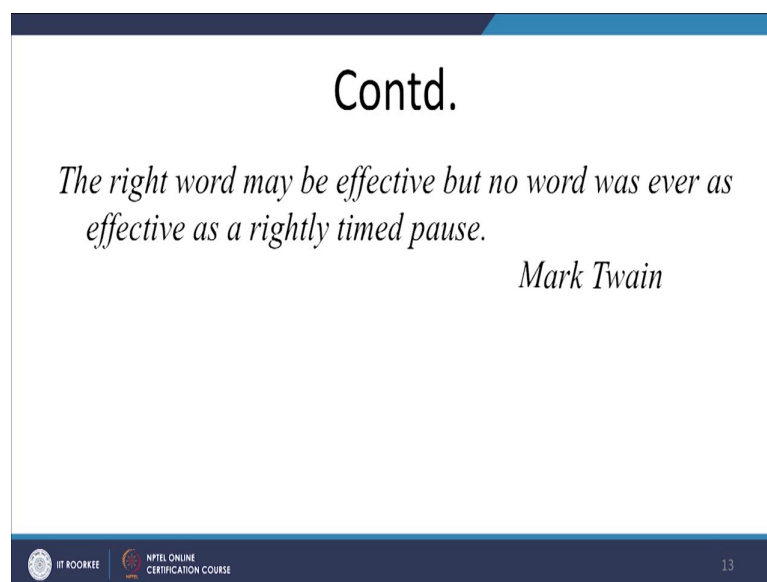 Contd.
The right word may be effective but no word was ever as
effective as a rightly timed pause.
Mark Twain
IIT ROORKEE
NPTEL ONLINE
CERTIFICATION COURSE
13